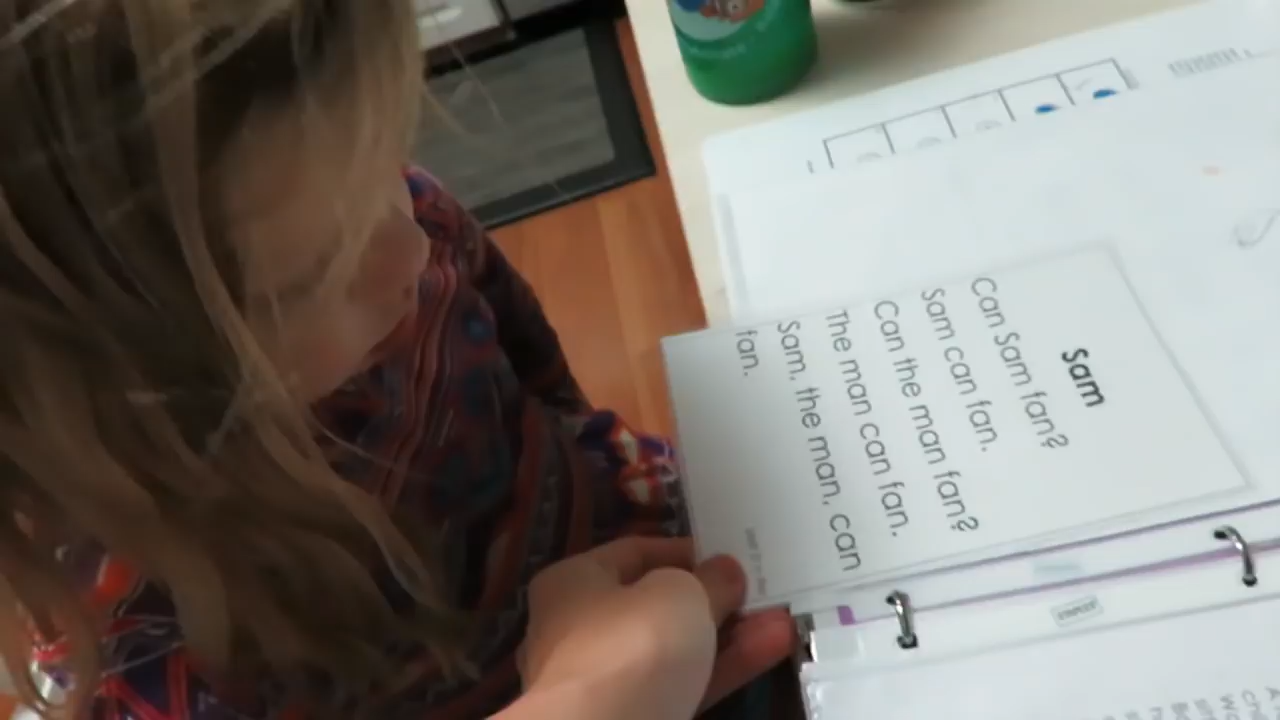 Sam
Can Sam fan?
Sam can fan.
Can the man fan?
The man can fan.
Sam, the man, can
fan.